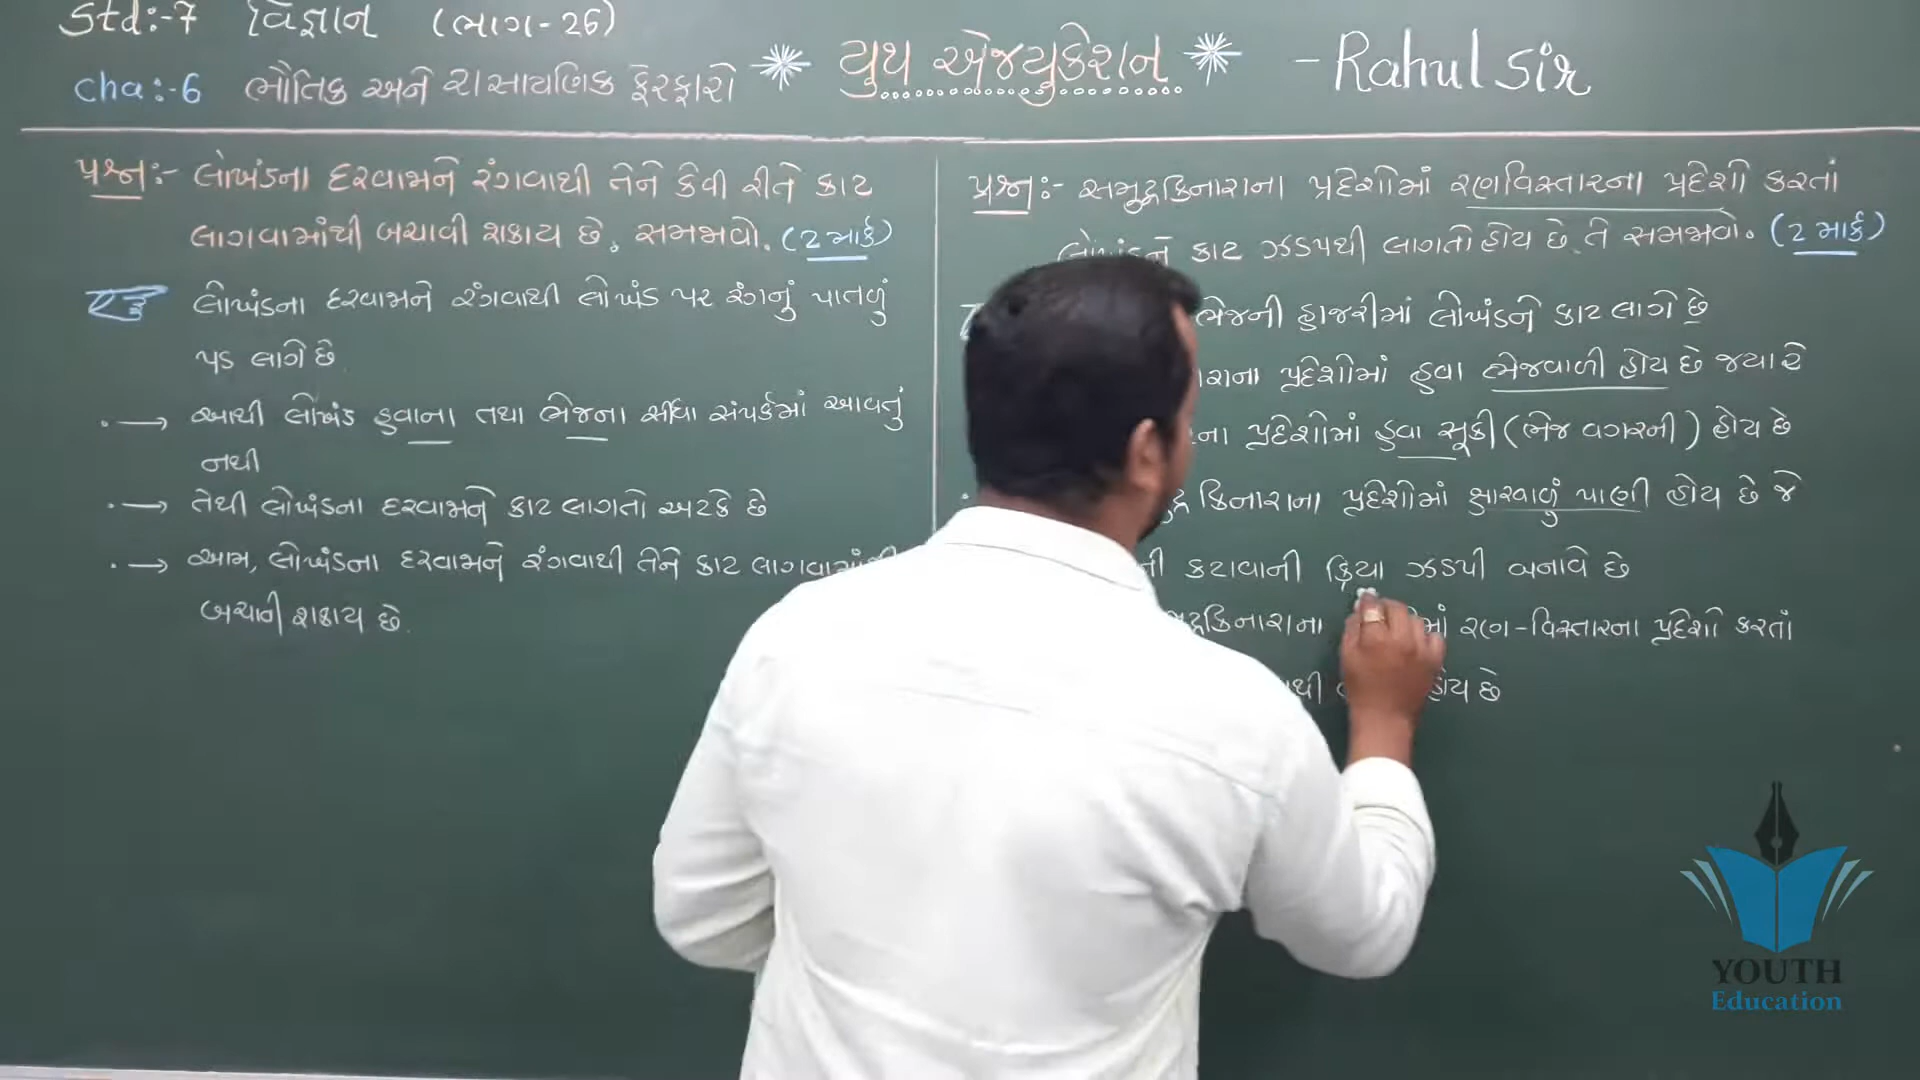 Std:-7 વિજ્ઞાન (ભાગ-26)
cha:-6 ભૌતિક અને રાસાયણિક ફેરફારો
યુથ એજ્યુકેશન
- Rahul Sir
પ્રશ્ન:- લોખંડના દરવાજાને રંગવાથી તેને કેવી રીતે કાટ
લાગવામાંથી બચાવી શકાય છે, સમજાવો. (2 માર્ક)
લોખંડના દરવાજાને રંગવાથી લોખંડ પર રંગનું પાતળું
પડ લાગે છે
→ આથી લોખંડ હવાના તથા ભેજના સીધા સંપર્કમાં આવતું
નથી
→ તેથી લોખંડના દરવાજાને કાટ લાગતો અટકે છે
→ આમ, લોખંડના દરવાજાને રંગવાથી તેને કાટ
બચાવી શકાય છે.
પ્રશ્ન:- સમુદ્રકિનારાના પ્રદેશોમાં રણવિસ્તારના પ્રદેશો કરતાં
લોખંડને કાટ ઝડપથી લાગતો હોય છે તે સમજાવો. (2 માર્ક)
ભેજની હાજરીમાં લોખંડને કાટ લાગે છે
પ્રદેશોમાં હવા ભેજવાળી હોય છે જ્યારે
પ્રદેશોમાં હવા સૂકી (ભેજ વગરની) હોય છે
કિનારાના પ્રદેશોમાં ક્ષારવાળું પાણી હોય છે જે
કટાવાની ક્રિયા ઝડપી બનાવે છે
રણ-વિસ્તારના પ્રદેશો કરતાં
હોય છે
YOUTH
Education